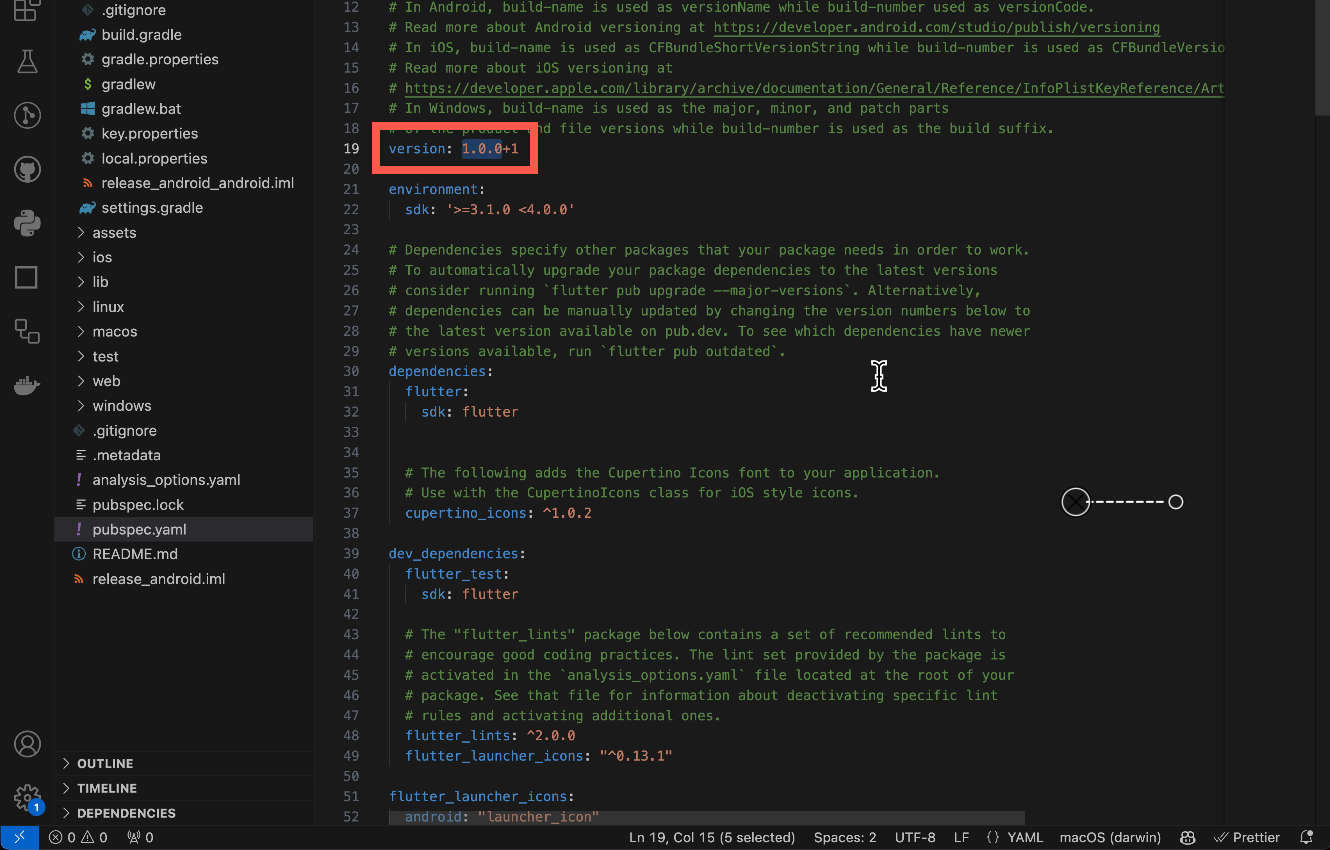 .gitignore
build.gradle
gradle.properties
$ gradlew
gradlew.bat
key.properties
local.properties
release_android_android.iml
settings.gradle
assets
ios
lib
linux
macos
test
web
windows
.gitignore
.metadata
! analysis_options.yaml
pubspec.lock
! pubspec.yaml
README.md
release_android.iml
OUTLINE
TIMELINE
DEPENDENCIES
1
12 # In Android, build-name is used as versionName while build-number used as versionCode.
13 # Read more about Android versioning at https://developer.android.com/studio/publish/versioning
14 # In iOS, build-name is used as CFBundleShortVersionString while build-number is used as CFBundleVersio
15 # Read more about iOS versioning at
16 # https://developer.apple.com/library/archive/documentation/General/Reference/InfoPlistKeyReference/Art
17 # In Windows, build-name is used as the major, minor, and patch parts
18 # of the product and file versions while build-number is used as the build suffix.
19 version: 1.0.0+1
20
21 environment:
22 sdk: '>=3.1.0 <4.0.0'
23
24 # Dependencies specify other packages that your package needs in order to work.
25 # To automatically upgrade your package dependencies to the latest versions
26 # consider running `flutter pub upgrade --major-versions`. Alternatively,
27 # dependencies can be manually updated by changing the version numbers below to
28 # the latest version available on pub.dev. To see which dependencies have newer
29 # versions available, run `flutter pub outdated`.
30 dependencies:
31 flutter:
32 sdk: flutter
33
34
35 # The following adds the Cupertino Icons font to your application.
36 # Use with the CupertinoIcons class for iOS style icons.
37 cupertino_icons: ^1.0.2
38
39 dev_dependencies:
40 flutter_test:
41 sdk: flutter
42
43 # The "flutter_lints" package below contains a set of recommended lints to
44 # encourage good coding practices. The lint set provided by the package is
45 # activated in the `analysis_options.yaml` file located at the root of your
46 # package. See that file for information about deactivating specific lint
47 # rules and activating additional ones.
48 flutter_lints: ^2.0.0
49 flutter_launcher_icons: "^0.13.1"
50
51 flutter_launcher_icons:
52 android: "launcher_icon"
0 0 0 Ln 19, Col 15 (5 selected) Spaces: 2 UTF-8 LF {} YAML macOS (darwin) Prettier